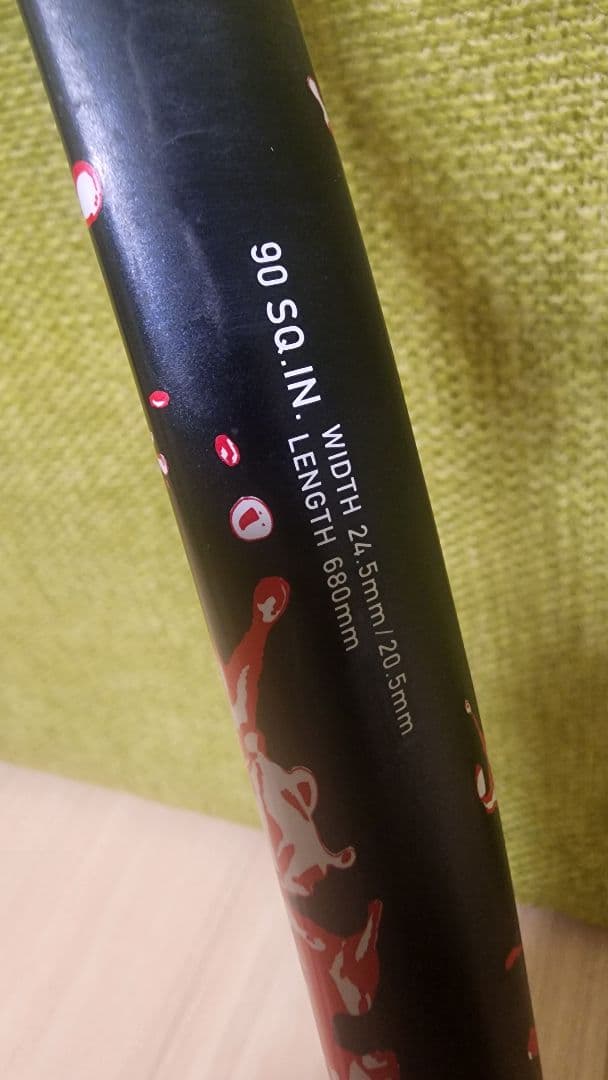 90 SQ.IN.
WIDTH 24.5mm/20.5mm
LENGTH 680mm